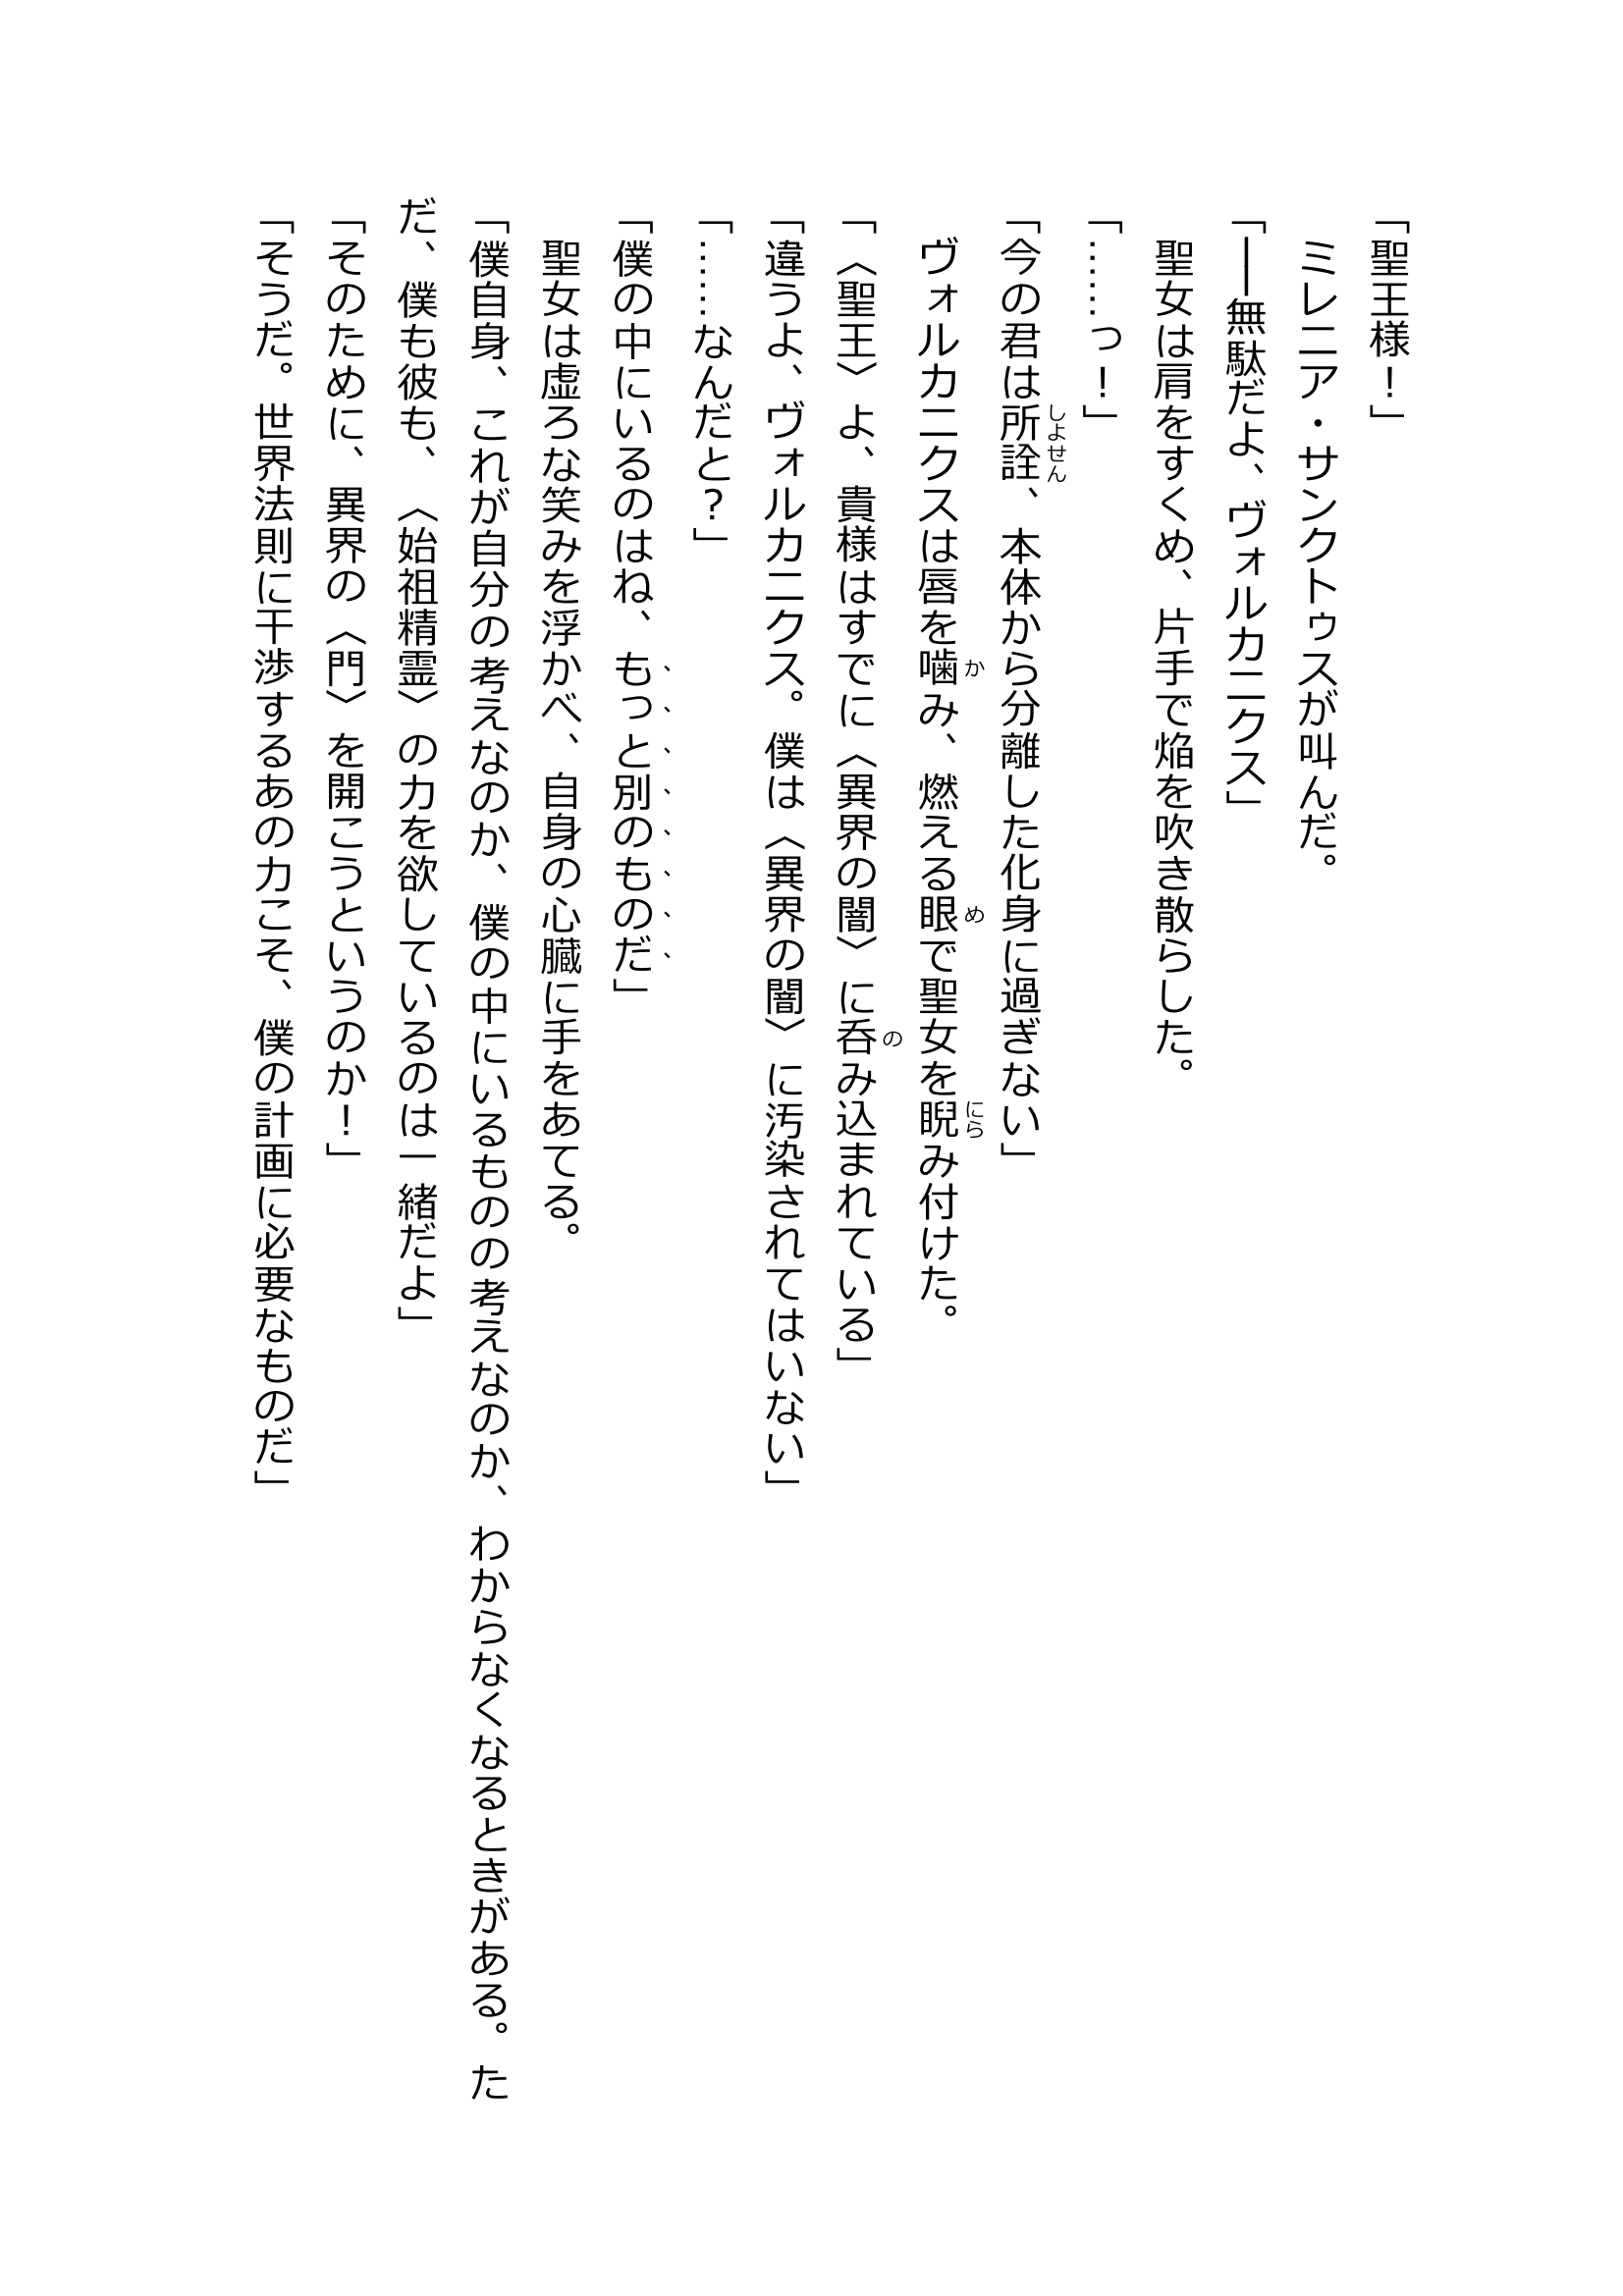 「聖王様！」
　ミレニア・サンクトゥスが叫んだ。
「――無駄だよ、ヴォルカニクス」
　聖女は肩をすくめ、片手で焔を吹き散らした。
「……っ！」
「今の君は所詮、本体から分離した化身に過ぎない」
　ヴォルカニクスは唇を噛み、燃える眼で聖女を睨み付けた。
「〈聖王〉よ、貴様はすでに〈異界の闇〉に呑み込まれている」
「違うよ、ヴォルカニクス。僕は〈異界の闇〉に汚染されてはいない」
「……なんだと？」
「僕の中にいるのはね、もっと別のものだ」
　聖女は虚ろな笑みを浮かべ、自身の心臓に手をあてる。
「僕自身、これが自分の考えなのか、僕の中にいるものの考えなのか、わからなくなるときがある。た
だ、僕も彼も、〈始祖精霊〉の力を欲しているのは一緒だよ」
「そのために、異界の〈門〉を開こうというのか！」
「そうだ。世界法則に干渉するあの力こそ、僕の計画に必要なものだ」